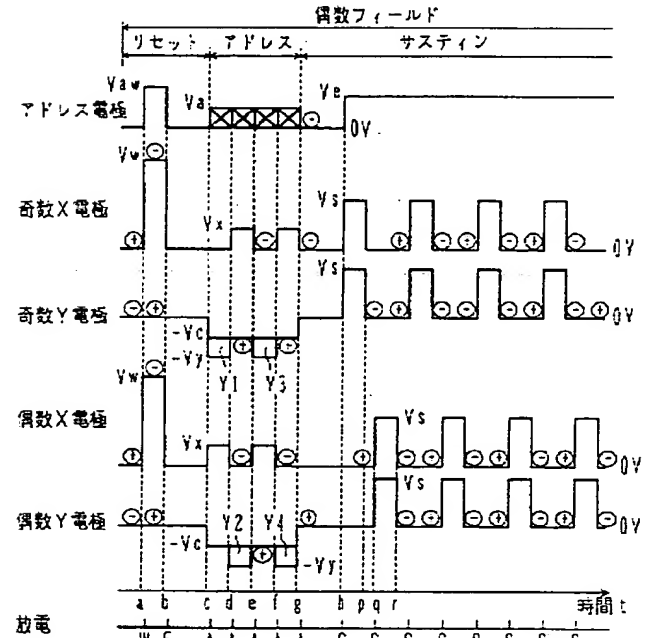 偶数フィールド
リセット アドレス サスティン
Vaw Va Ve
アドレス電極 0V
Vw
奇数X電極 Vx Vs 0V
Vs
奇数Y電極 0V
-Vc
-Vy Y1 Y3
Vw
偶数X電極 Vx Vs 0V
Vs
偶数Y電極 Y2 Y4 0V
-Vc -Vy
a b c d e f g h p q r 時間 t
放電